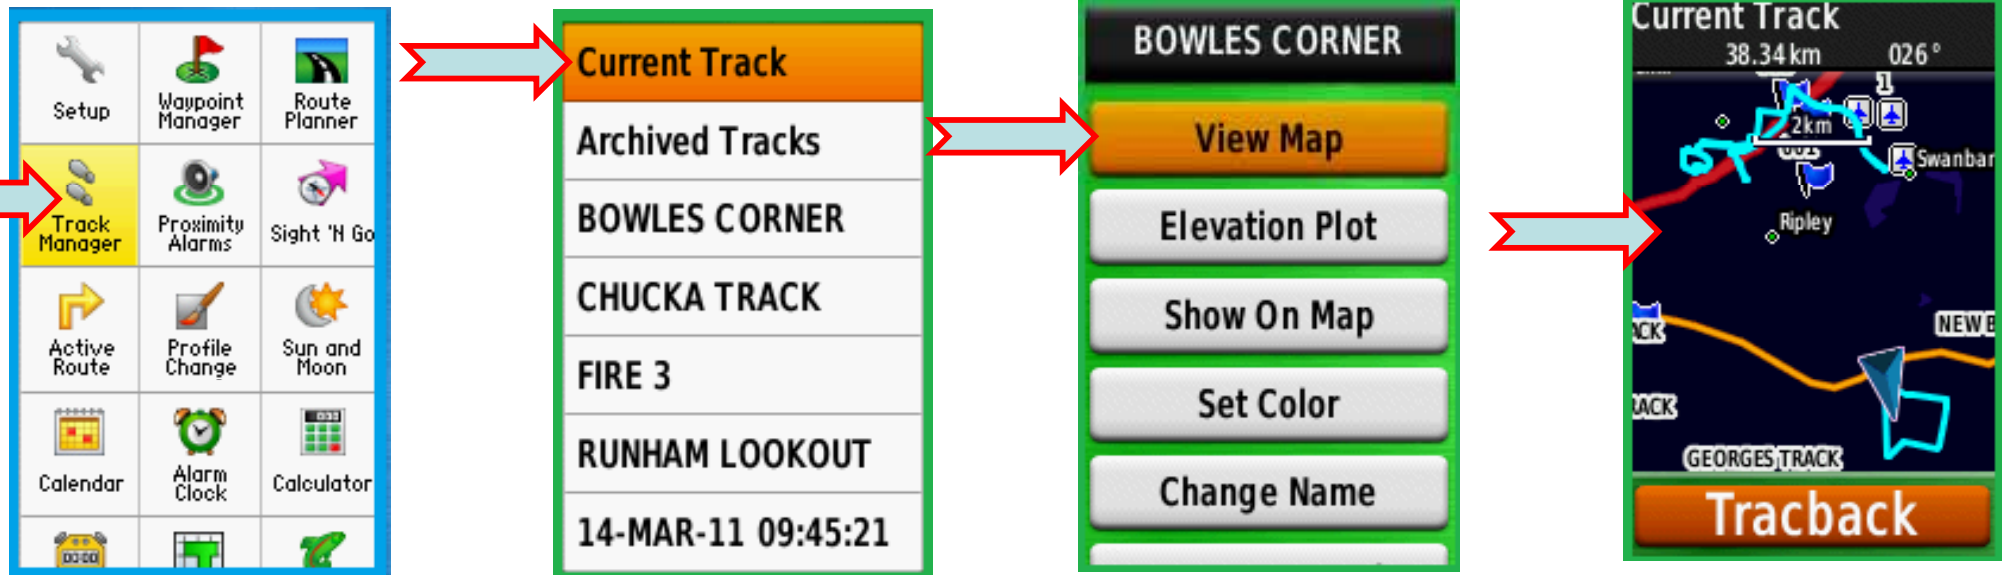 Setup
Waypoint
Manager
Route
Planner
Track
Manager
Proximity
Alarms
Sight 'N Go
Active
Route
Profile
Change
Sun and
Moon
Calendar
Alarm
Clock
Calculator
Current Track
Archived Tracks
BOWLES CORNER
CHUCKA TRACK
FIRE 3
RUNHAM LOOKOUT
14-MAR-11 09:45:21
BOWLES CORNER
View Map
Elevation Plot
Show On Map
Set Color
Change Name
Current Track
38.34 km 026°
1
2km
Swanbar
Ripley
NEW
ACK
RACK
GEORGES TRACK
Tracback